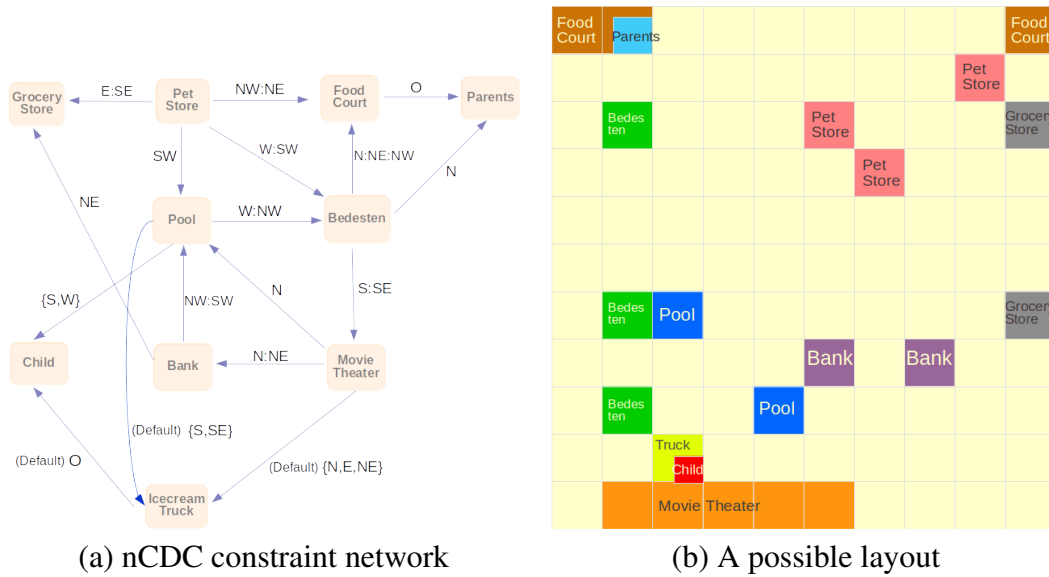 E:SE
NW:NE
O
Grocery
Store
Pet
Store
Food
Court
Parents
SW
W:SW
N:NE:NW
N
NE
Pool
W:NW
Bedesten
{S,W}
NW:SW
N
S:SE
Child
Bank
N:NE
Movie
Theater
(Default) {S,SE}
(Default) O
(Default) {N,E,NE}
Icecream
Truck
(a) nCDC constraint network
Food
Court
Parents
Food
Court
Pet
Store
Bedes
ten
Pet
Store
Grocery
Store
Pet
Store
Bedes
ten
Pool
Grocery
Store
Bank
Bank
Bedes
ten
Pool
Truck
Child
Movie Theater
(b) A possible layout